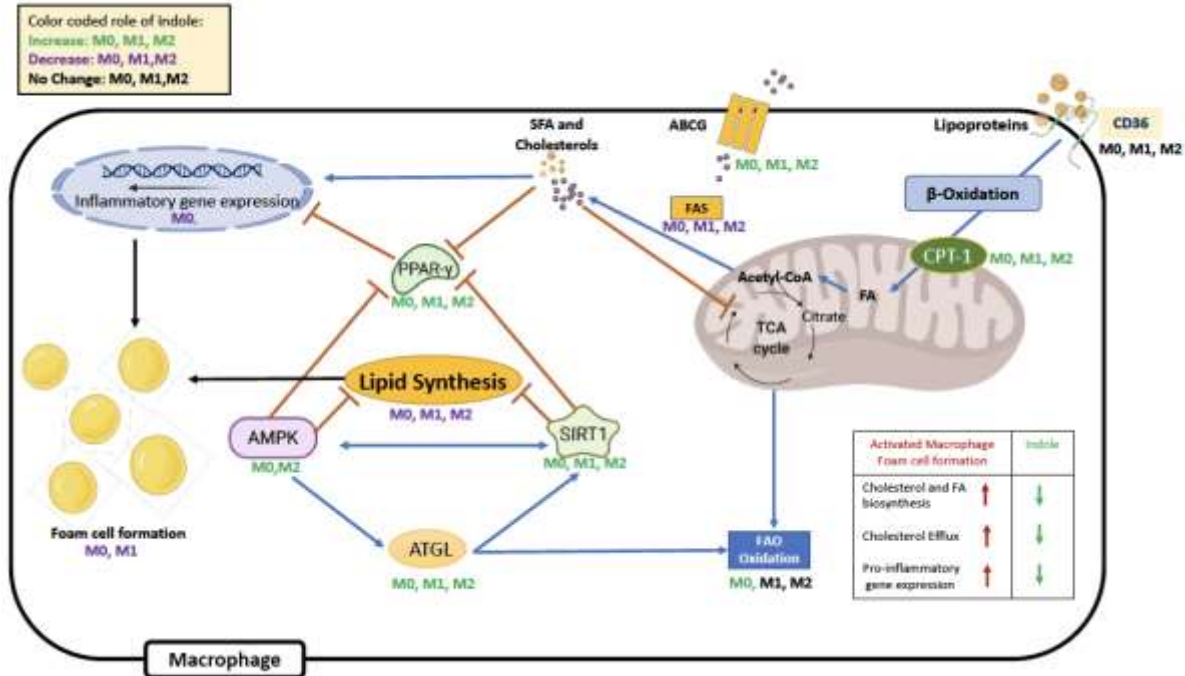 Color coded role of indole:
Increase: M0, M1, M2
Decrease: M0, M1,M2
No Change: M0, M1,M2
SFA and
Cholesterols
ABCG
M0, M1, M2
Lipoproteins
CD36
M0, M1, M2
Inflammatory gene expression
M0,
FAS
M0, M1, M2
β-Oxidation
CPT-1
M0, M1, M2
PPAR-γ
M0, M1, M2
Acetyl-CoA
FA
Citrate
TCA
cycle
Lipid Synthesis
M0, M1, M2
AMPK
M0,M2
SIRT1
M0, M1, M2
Foam cell formation
M0, M1
ATGL
M0, M1, M2
FAO
Oxidation
M0, M1, M2
Activated Macrophage
Foam cell formation
Indole
Cholesterol and FA
biosynthesis
Cholesterol Efflux
Pro-inflammatory
gene expression
Macrophage